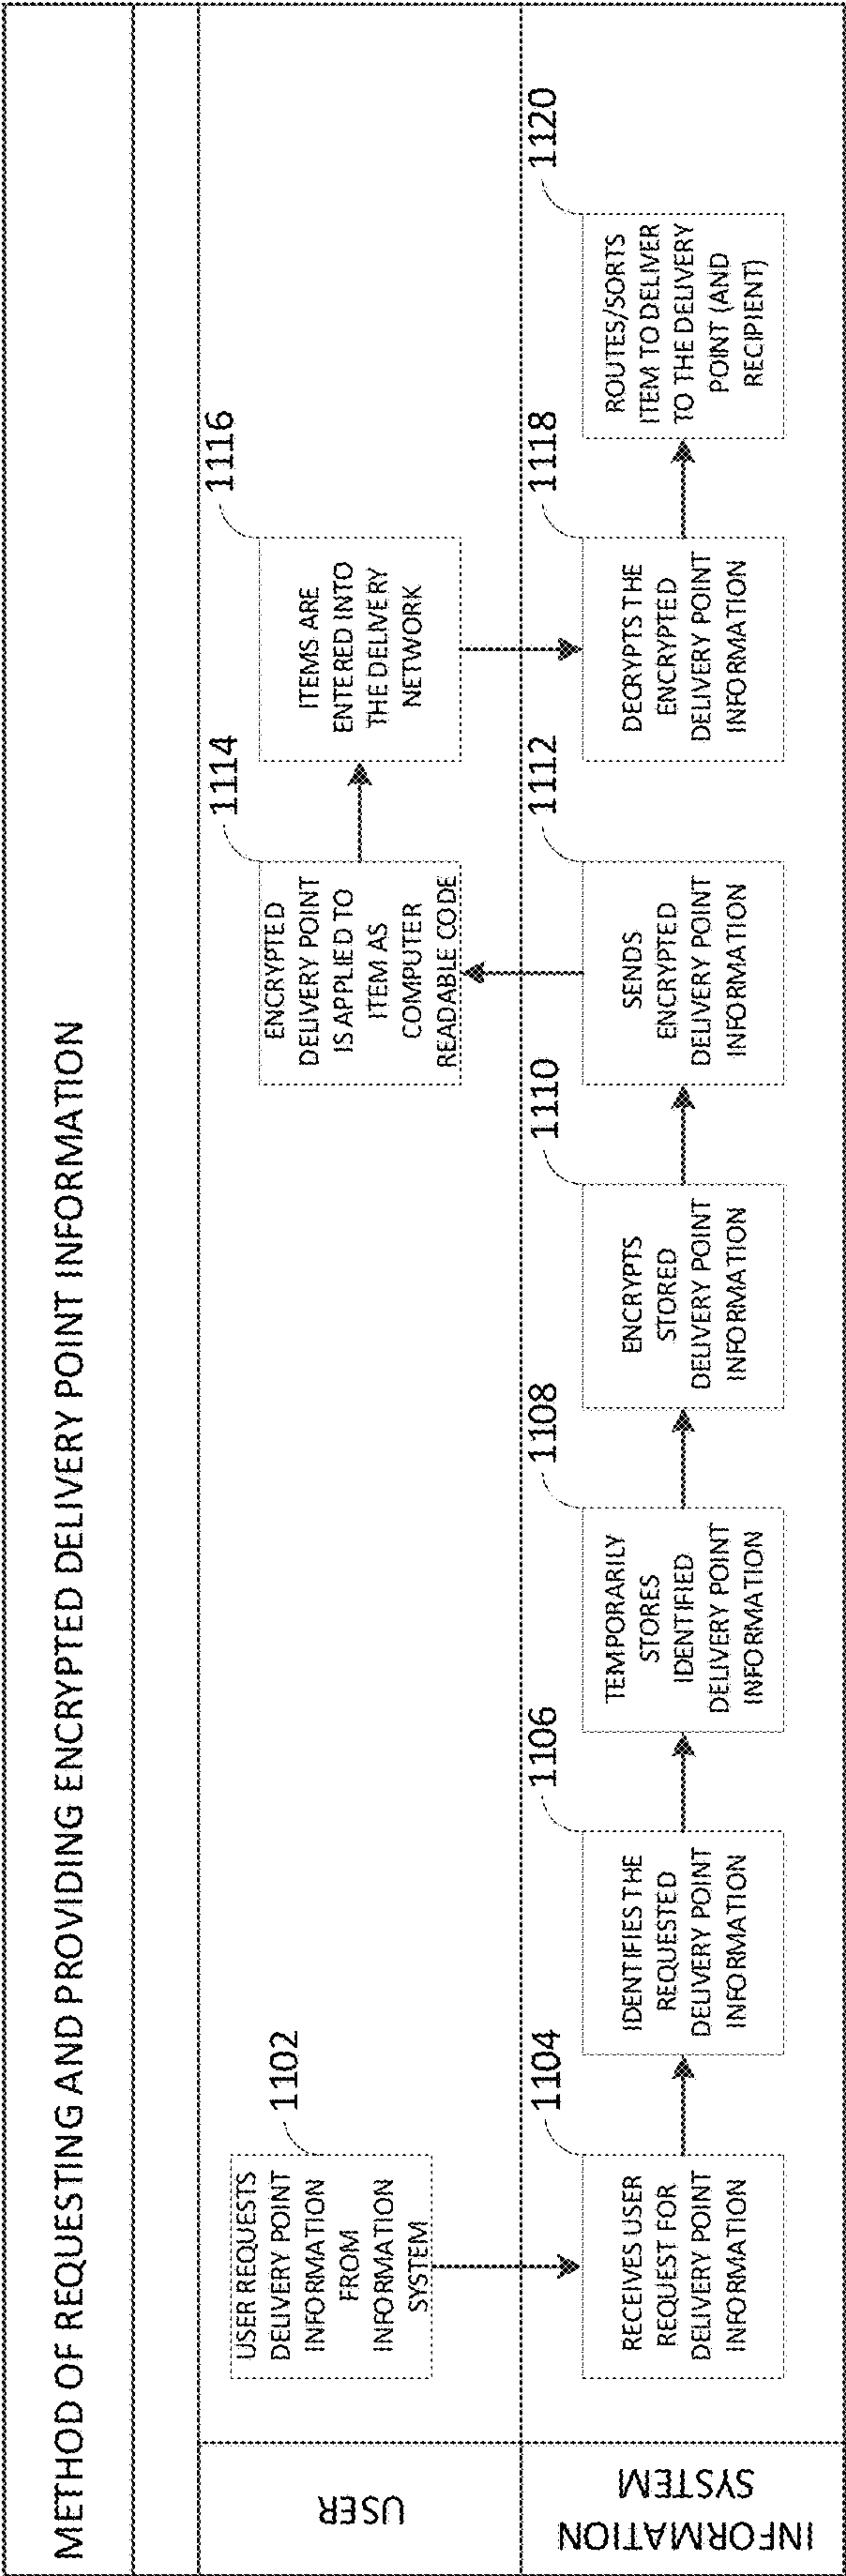 METHOD OF REQUESTING AND PROVIDING ENCRYPTED DELIVERY POINT INFORMATION
USER
1102
USER REQUESTS
DELIVERY POINT
INFORMATION
FROM
INFORMATION
SYSTEM
1114
ENCRYPTED
DELIVERY POINT
IS APPLIED TO
ITEM AS
COMPUTER
READABLE CODE
1116
ITEMS ARE
ENTERED INTO
THE DELIVERY
NETWORK
INFORMATION
SYSTEM
1104
RECEIVES USER
REQUEST FOR
DELIVERY POINT
INFORMATION
1106
IDENTIFIES THE
REQUESTED
DELIVERY POINT
INFORMATION
1108
TEMPORARILY
STORES
IDENTIFIED
DELIVERY POINT
INFORMATION
1110
ENCRYPTS
STORED
DELIVERY POINT
INFORMATION
1112
SENDS
ENCRYPTED
DELIVERY POINT
INFORMATION
1118
DECRYPTS THE
ENCRYPTED
DELIVERY POINT
INFORMATION
1120
ROUTES/SORTS
ITEM TO DELIVER
TO THE DELIVERY
POINT (AND
RECIPIENT)